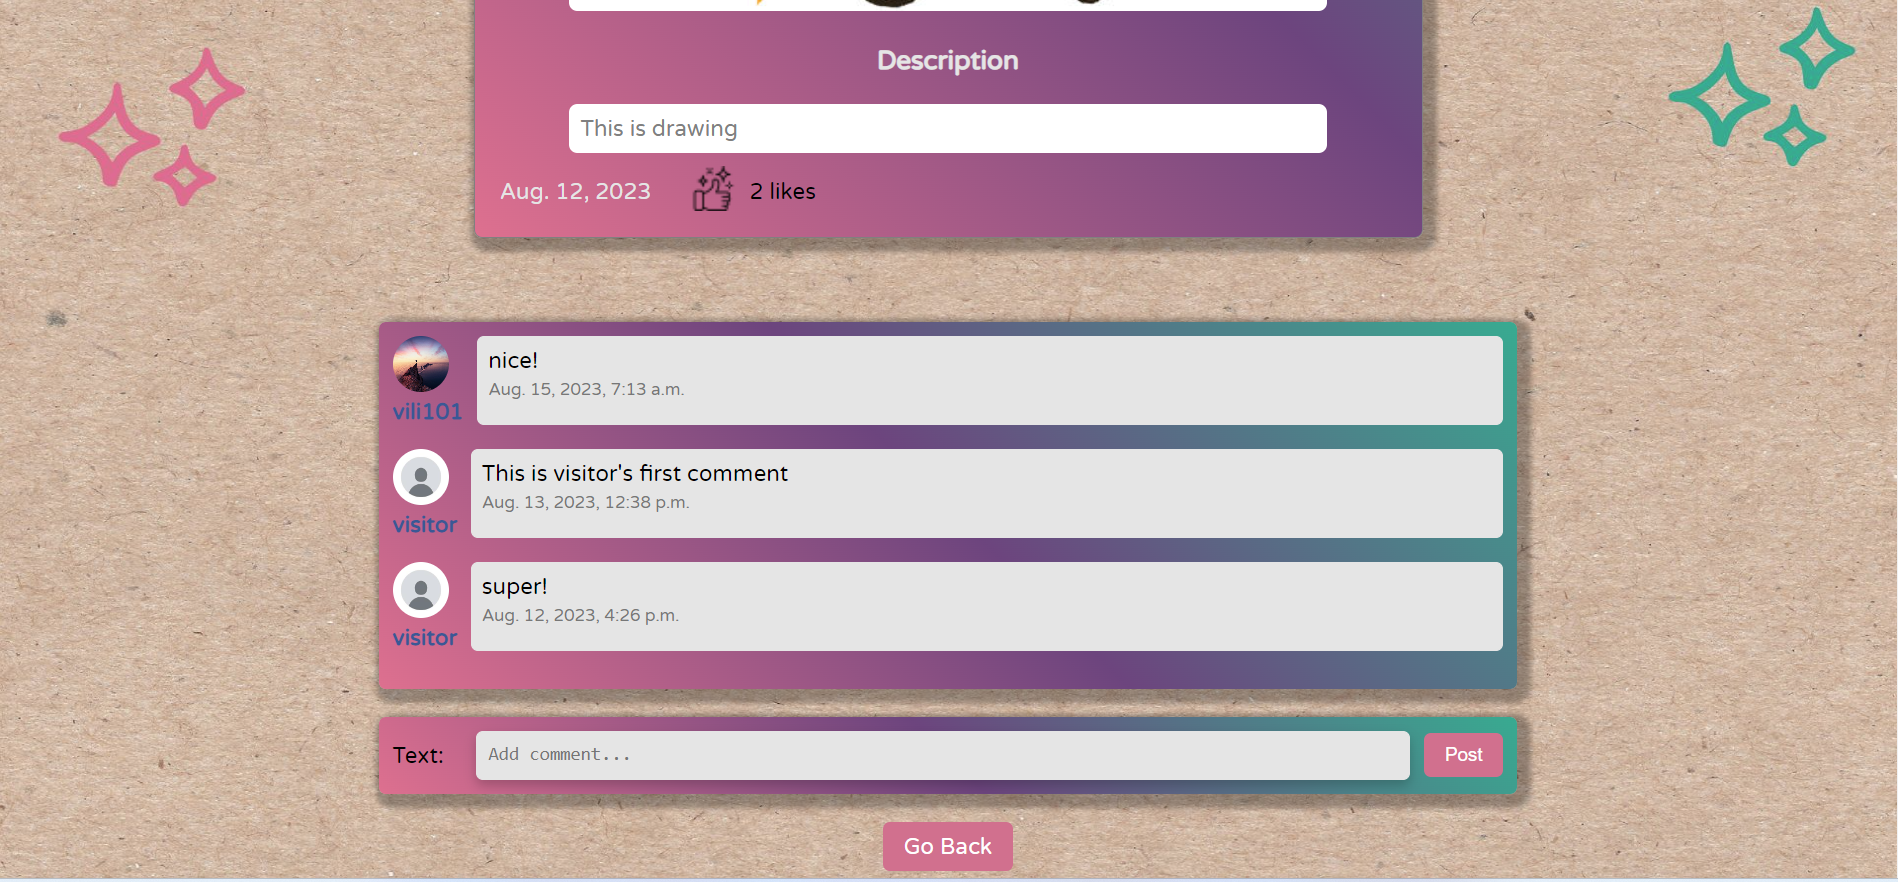 Description
This is drawing
Aug. 12, 2023 2 likes
nice!
Aug. 15, 2023, 7:13 a.m.
vili101
This is visitor's first comment
Aug. 13, 2023, 12:38 p.m.
visitor
super!
Aug. 12, 2023, 4:26 p.m.
visitor
Text: Add comment... Post
Go Back